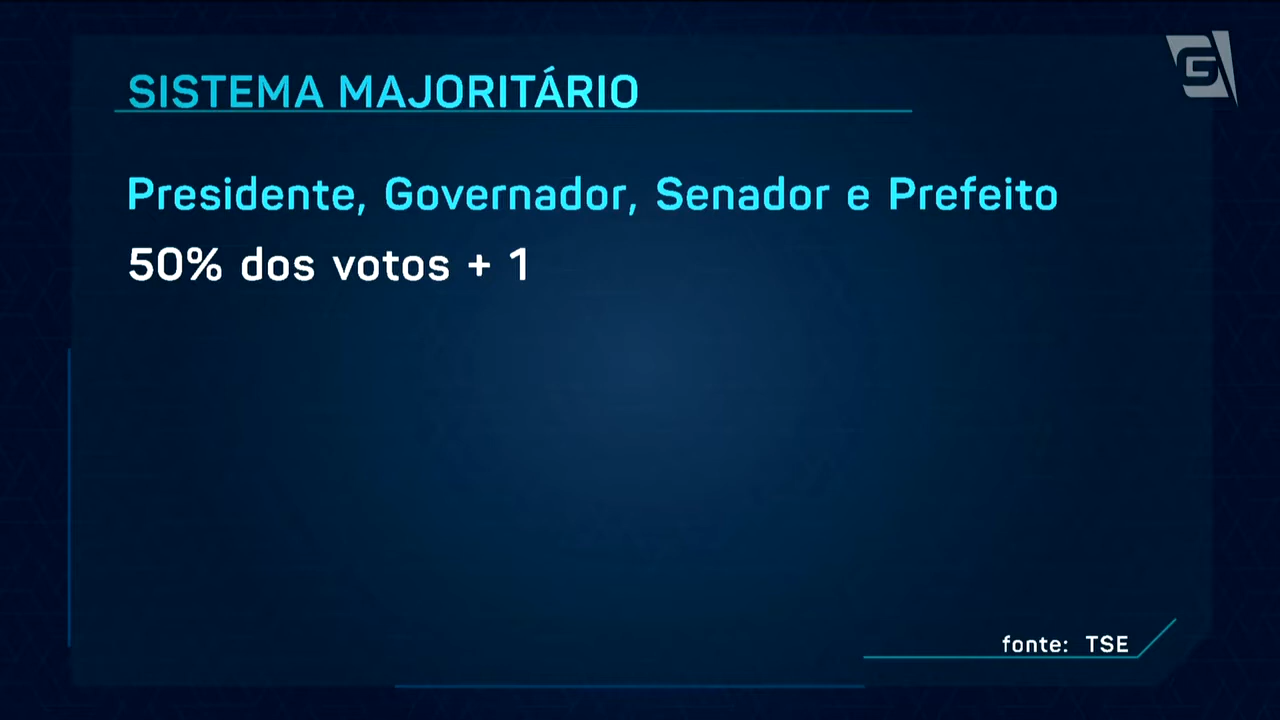 SISTEMA MAJORITÁRIO
Presidente, Governador, Senador e Prefeito
50% dos votos + 1
fonte: TSE